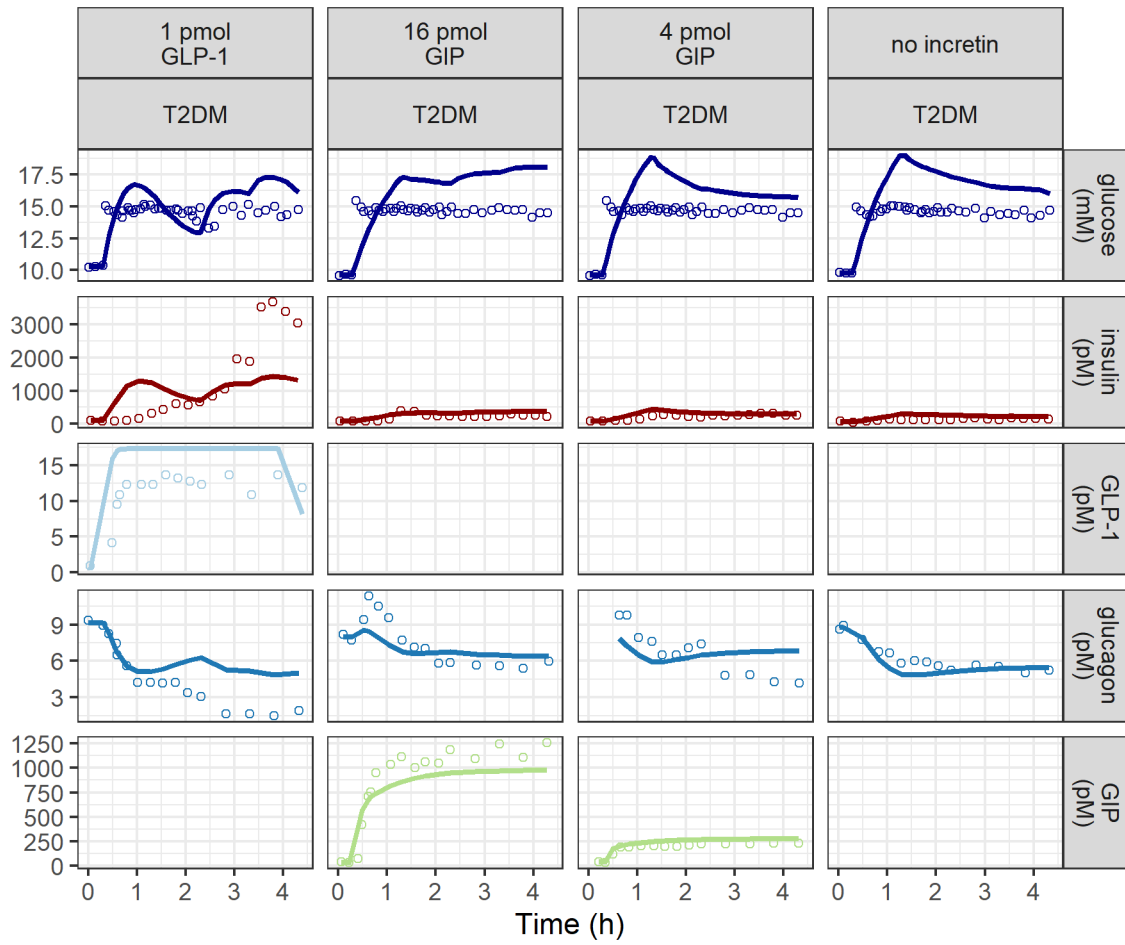 1 pmol
GLP-1
16 pmol
GIP
4 pmol
GIP
no incretin
T2DM
T2DM
T2DM
T2DM
17.5
15.0
12.5
10.0
glucose
(mM)
3000
2000
1000
0
insulin
(pM)
15
10
5
0
GLP-1
(pM)
9
6
3
glucagon
(pM)
1250
1000
750
500
250
0
GIP
(pM)
0 1 2 3 4
0 1 2 3 4
0 1 2 3 4
0 1 2 3 4
Time (h)